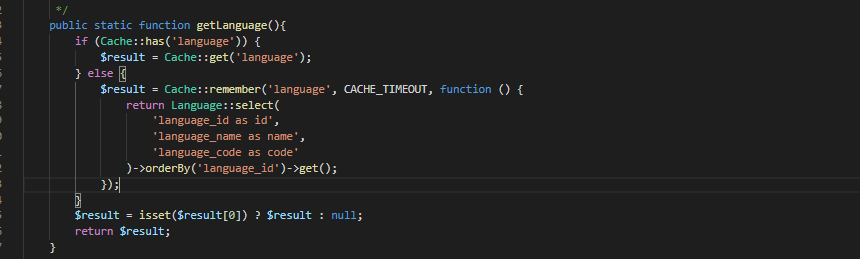 */
public static function getLanguage(){
if (Cache::has('language')) {
$result = Cache::get('language');
} else {
$result = Cache::remember('language', CACHE_TIMEOUT, function () {
return Language::select(
'language_id as id',
'language_name as name',
'language_code as code'
)->orderBy('language_id')->get();
});
}
$result = isset($result[0]) ? $result : null;
return $result;
}